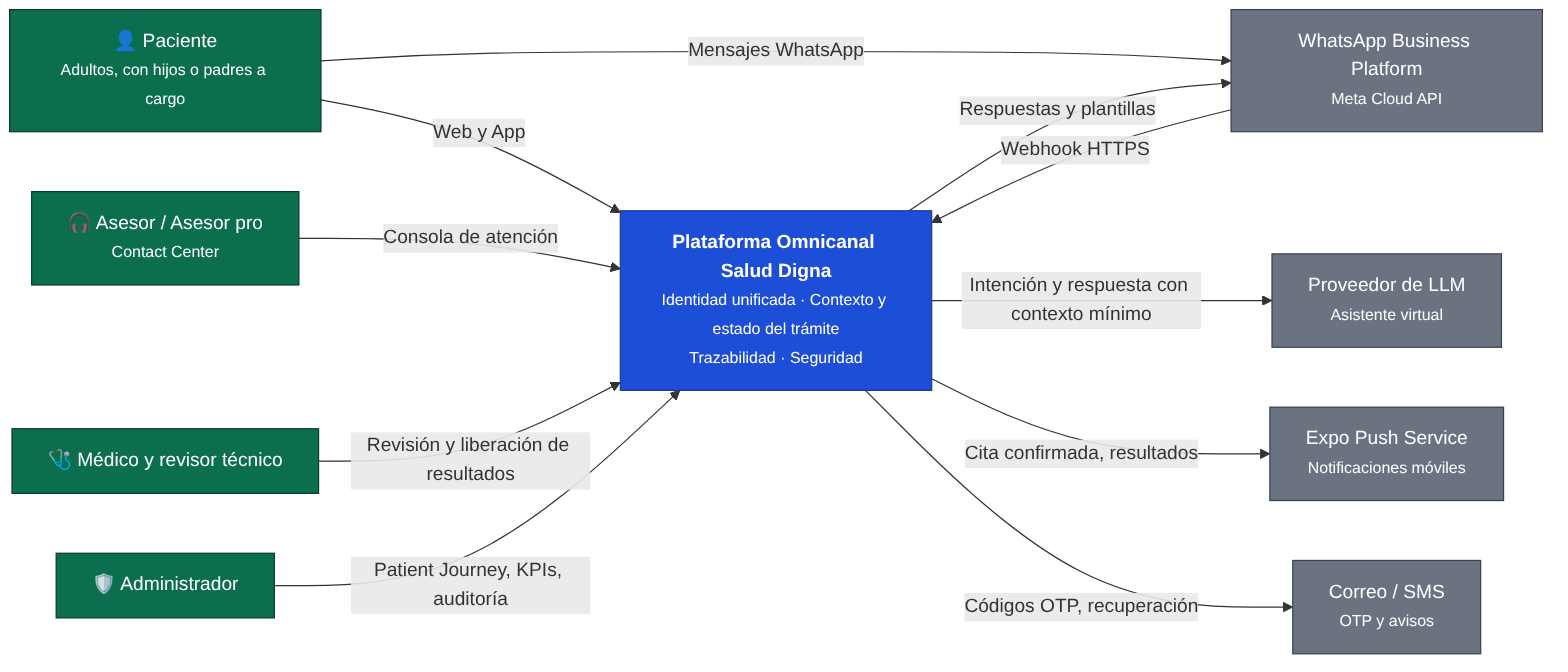 👤 Paciente
Adultos, con hijos o padres a
cargo
Mensajes WhatsApp
WhatsApp Business
Platform
Meta Cloud API
Web y App
Respuestas y plantillas
Webhook HTTPS
🎧 Asesor / Asesor pro
Contact Center
Consola de atención
Plataforma Omnicanal
Salud Digna
Identidad unificada · Contexto y
estado del trámite
Trazabilidad · Seguridad
Intención y respuesta con
contexto mínimo
Proveedor de LLM
Asistente virtual
🩺 Médico y revisor técnico
Revisión y liberación de
resultados
Cita confirmada, resultados
Expo Push Service
Notificaciones móviles
🛡️ Administrador
Patient Journey, KPIs,
auditoría
Códigos OTP, recuperación
Correo / SMS
OTP y avisos